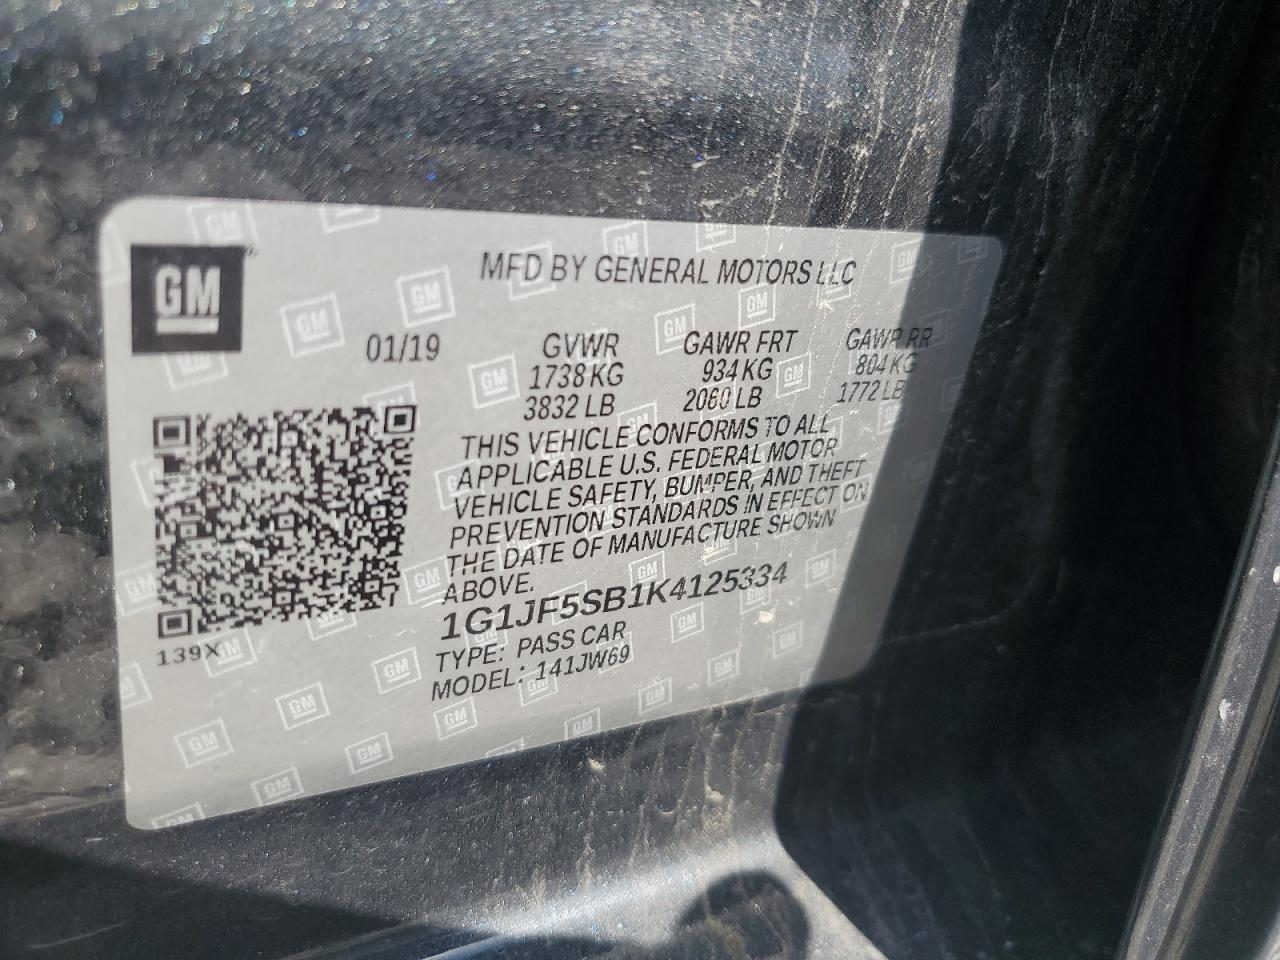 GM
MFD BY GENERAL MOTORS LLC
01/19 GVWR GAWR FRT GAWR RR
1738 KG 934 KG 804 KG
3832 LB 2060 LB 1772 LB
THIS VEHICLE CONFORMS TO ALL
APPLICABLE U.S. FEDERAL MOTOR
VEHICLE SAFETY, BUMPER, AND THEFT
PREVENTION STANDARDS IN EFFECT ON
THE DATE OF MANUFACTURE SHOWN
ABOVE.
1G1JF5SB1K4125334
TYPE: PASS CAR
MODEL: 141JW69
139X